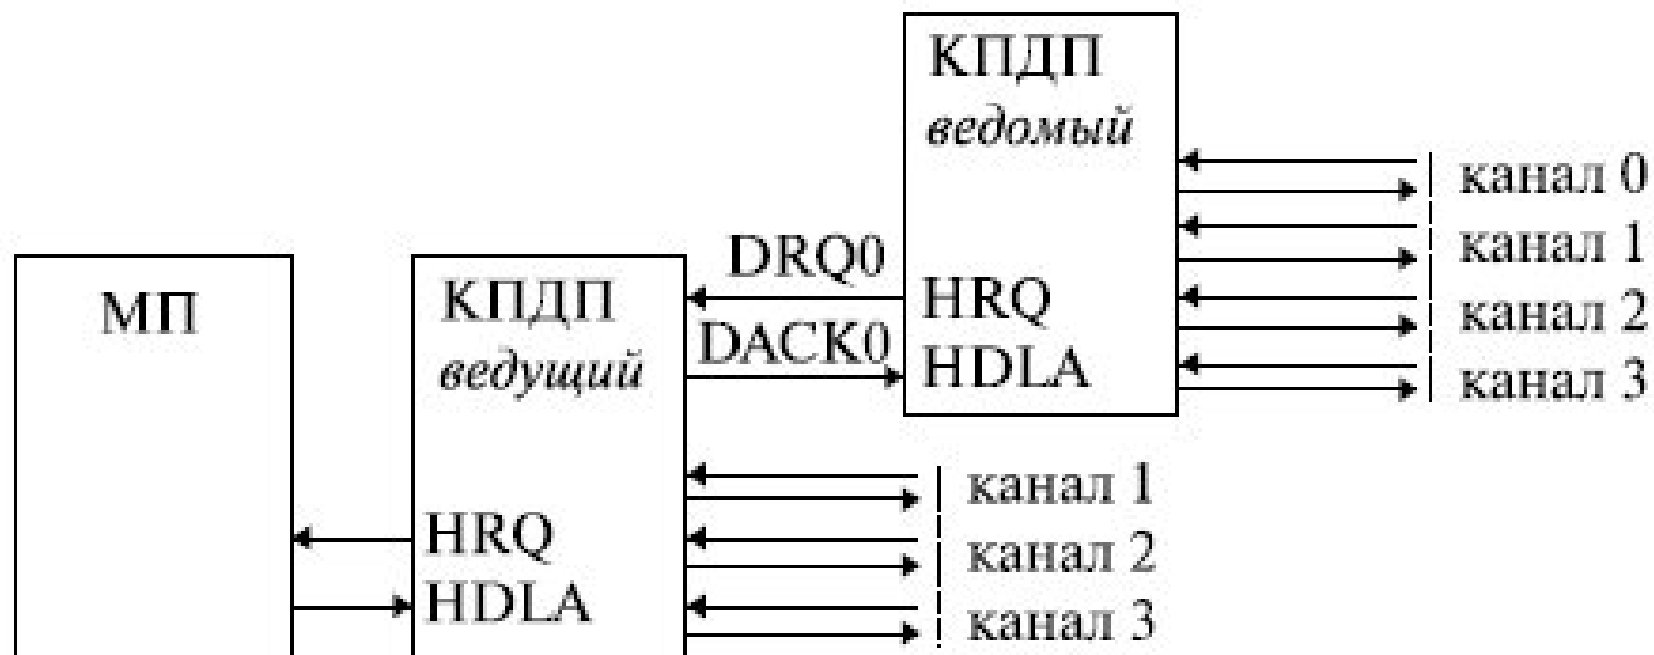 КПДП
ведомый
канал 0
канал 1
канал 2
канал 3
DRQ0
HRQ
DACK0
HDLA
МП
КПДП
ведущий
канал 1
канал 2
канал 3
HRQ
HDLA